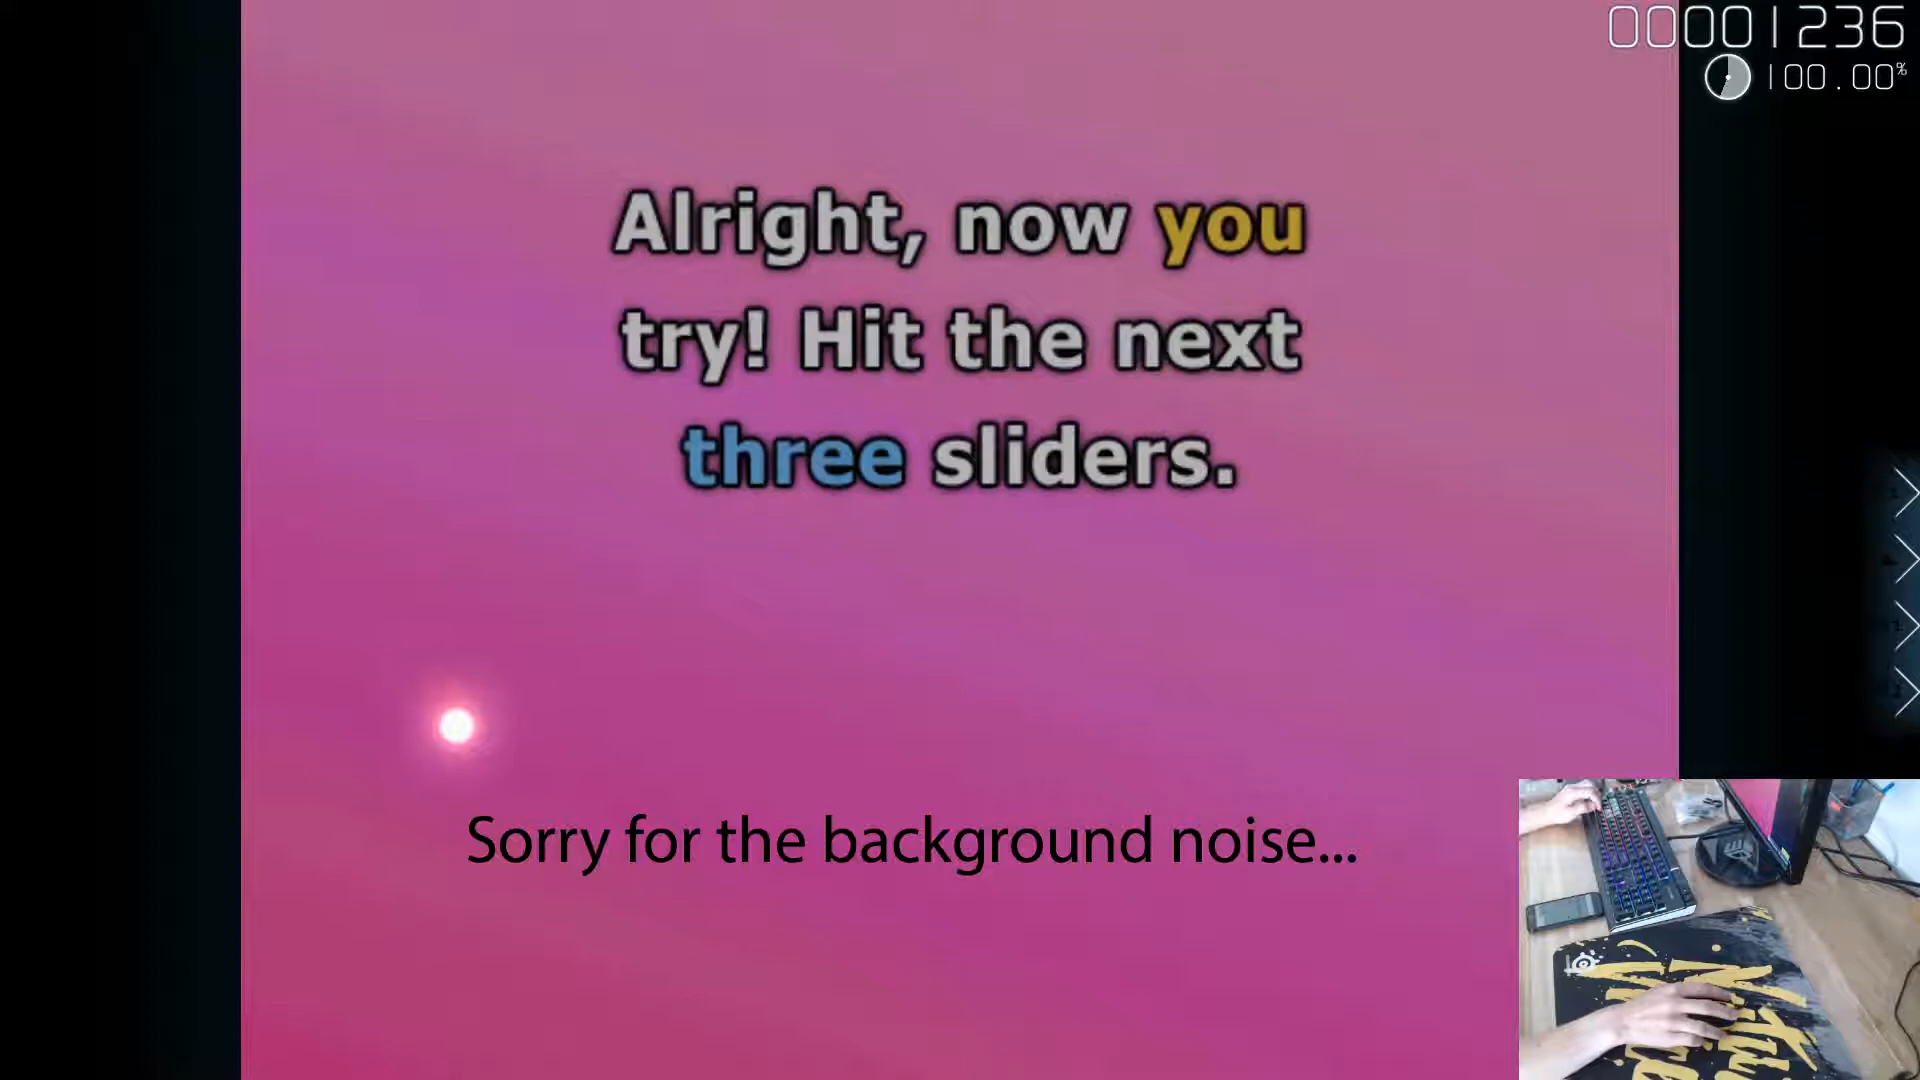 00001236
100.00%
Alright, now you
try! Hit the next
three sliders.
Sorry for the background noise...